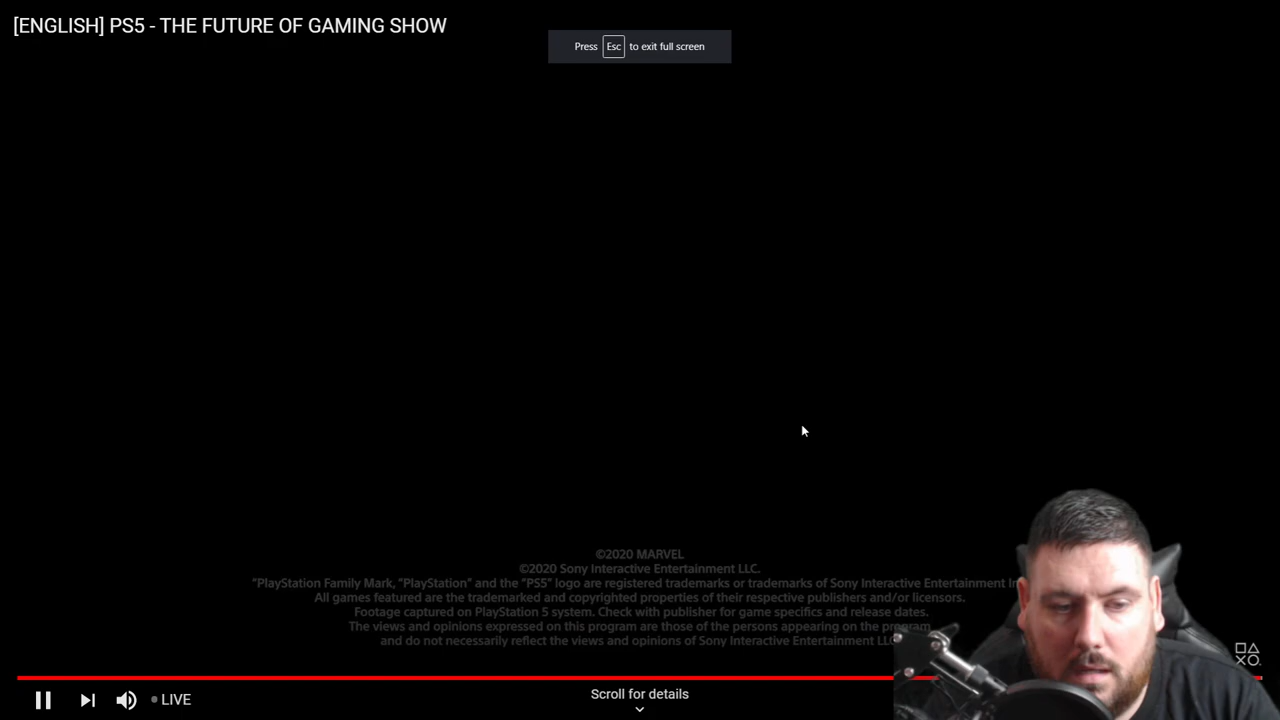 [ENGLISH] PS5 - THE FUTURE OF GAMING SHOW
Press Esc to exit full screen
©2020 MARVEL
©2020 Sony Interactive Entertainment LLC.
"PlayStation Family Mark, "PlayStation" and the "PS5" logo are registered trademarks or trademarks of Sony Interactive Entertainment
All games featured are the trademarked and copyrighted properties of their respective publishers and/or licensors.
Footage captured on PlayStation 5 system. Check with publisher for game specifics and release dates.
The views and opinions expressed on this program are those of the persons appearing on the program
and do not necessarily reflect the views and opinions of Sony Interactive Entertainment
LIVE
Scroll for details